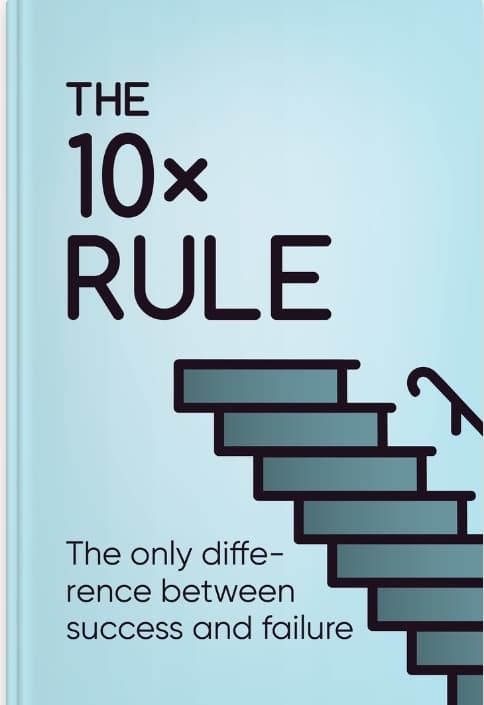 THE
10×
RULE
The only diffe-
rence between
success and failure